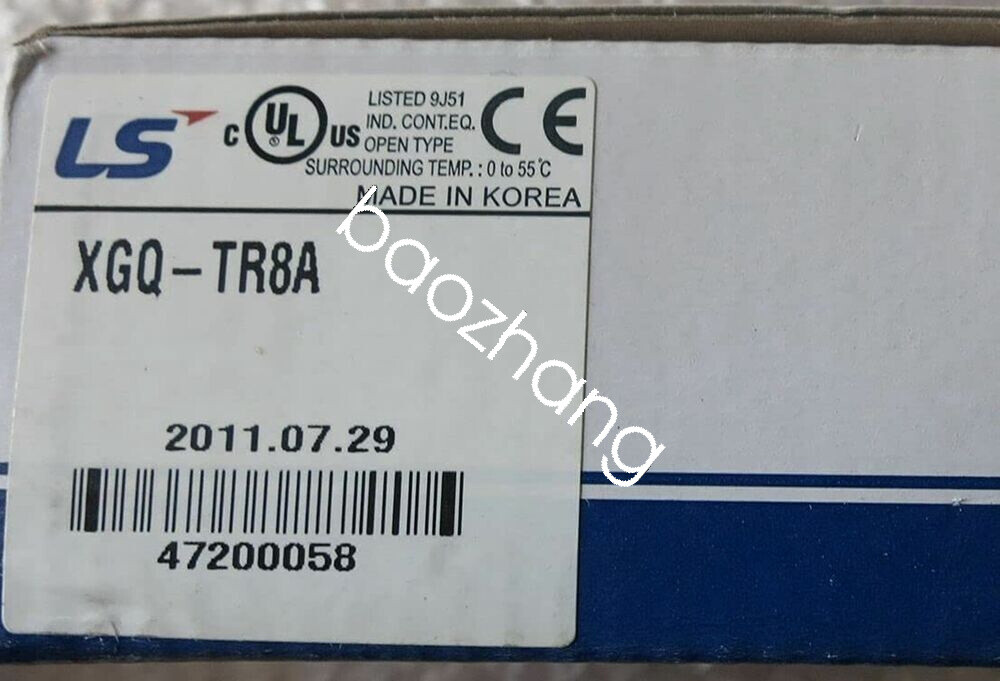 LS
C UL ® US
LISTED 9J51
IND. CONT.EQ.
OPEN TYPE
CE
SURROUNDING TEMP. : 0 to 55°C
MADE IN KOREA
XGQ-TR8A
baozhang
2011.07.29
47200058